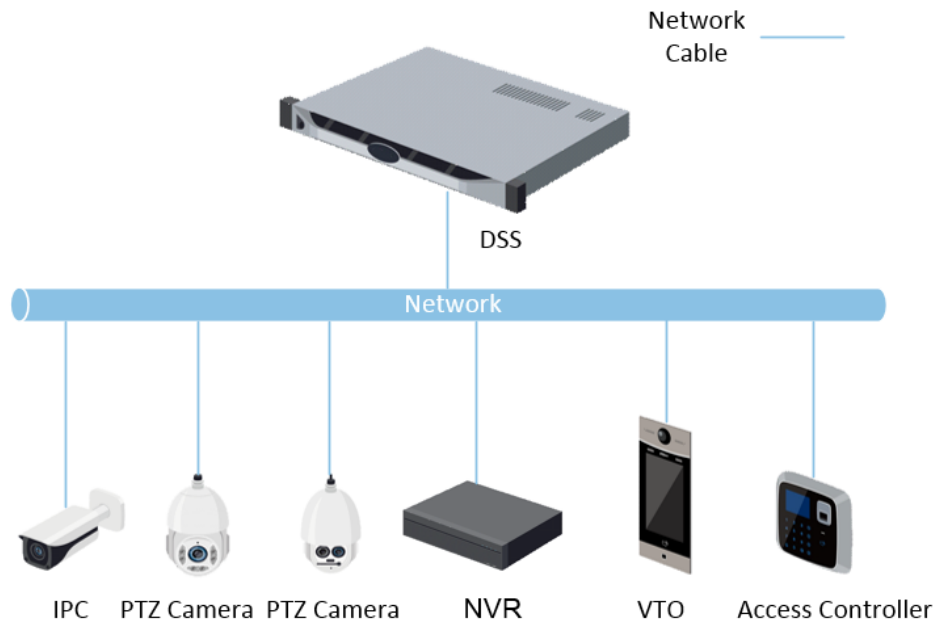 Network
Cable
DSS
Network
IPC
PTZ Camera
PTZ Camera
NVR
VTO
Access Controller